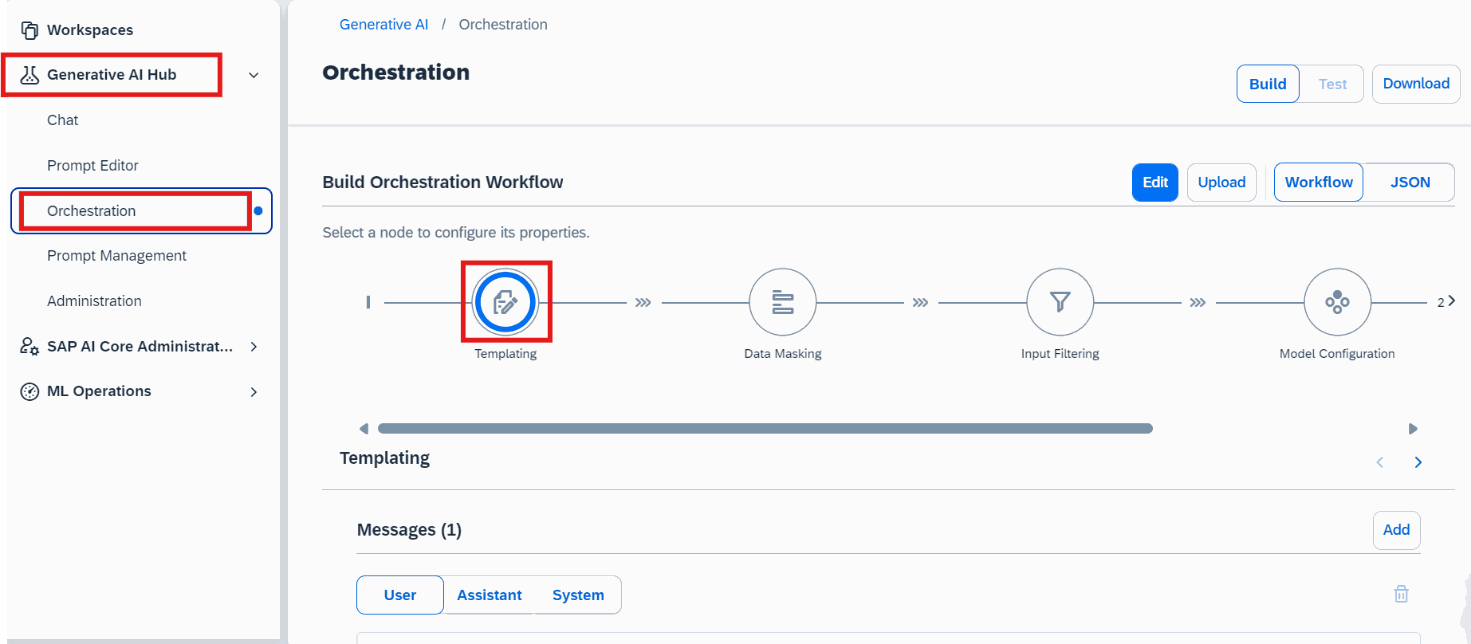 Workspaces
Generative AI Hub
Chat
Prompt Editor
Orchestration
Prompt Management
Administration
SAP AI Core Administrat...
ML Operations
Generative AI / Orchestration
Orchestration
Build Test Download
Build Orchestration Workflow
Edit Upload Workflow JSON
Select a node to configure its properties.
2
Templating Data Masking Input Filtering Model Configuration
Templating
Messages (1)
Add
User Assistant System